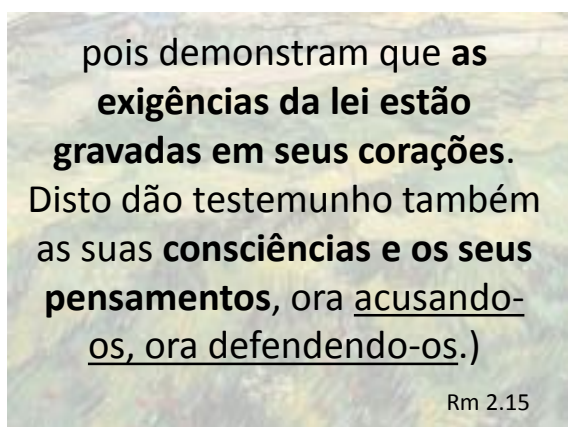 pois demonstram que as
exigências da lei estão
gravadas em seus corações.
Disto dão testemunho também
as suas consciências e os seus
pensamentos, ora acusando-
os, ora defendendo-os.)
Rm 2.15